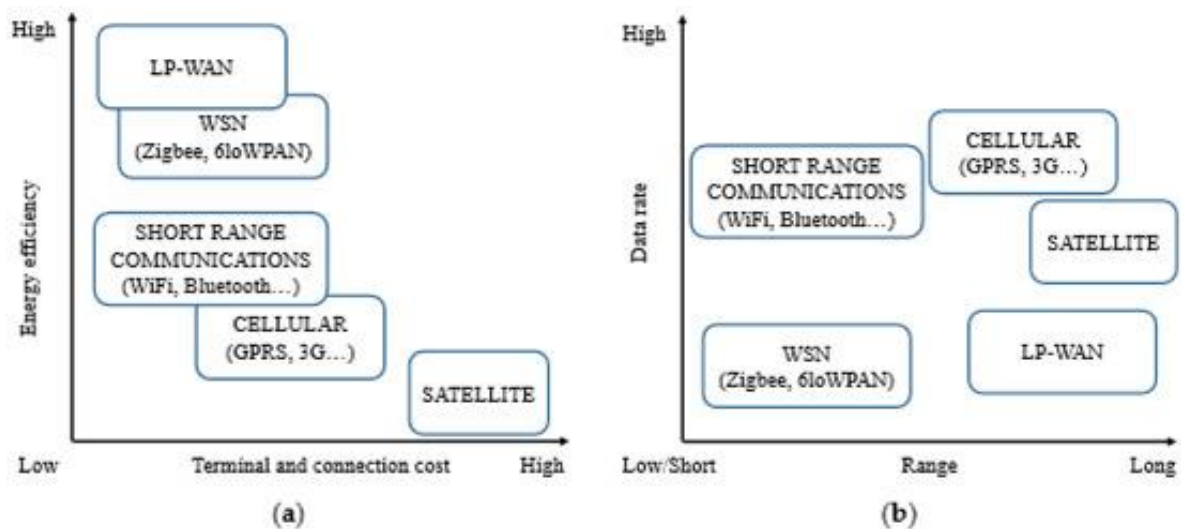 High
LP-WAN
WSN
(Zigbee, 6loWPAN)
SHORT RANGE
COMMUNICATIONS
(WiFi, Bluetooth…)
CELLULAR
(GPRS, 3G…)
SATELLITE
Energy efficiency
Low
Terminal and connection cost
High
(a)
High
CELLULAR
(GPRS, 3G…)
SHORT RANGE
COMMUNICATIONS
(WiFi, Bluetooth…)
SATELLITE
WSN
(Zigbee, 6loWPAN)
LP-WAN
Data rate
Low/Short
Range
Long
(b)